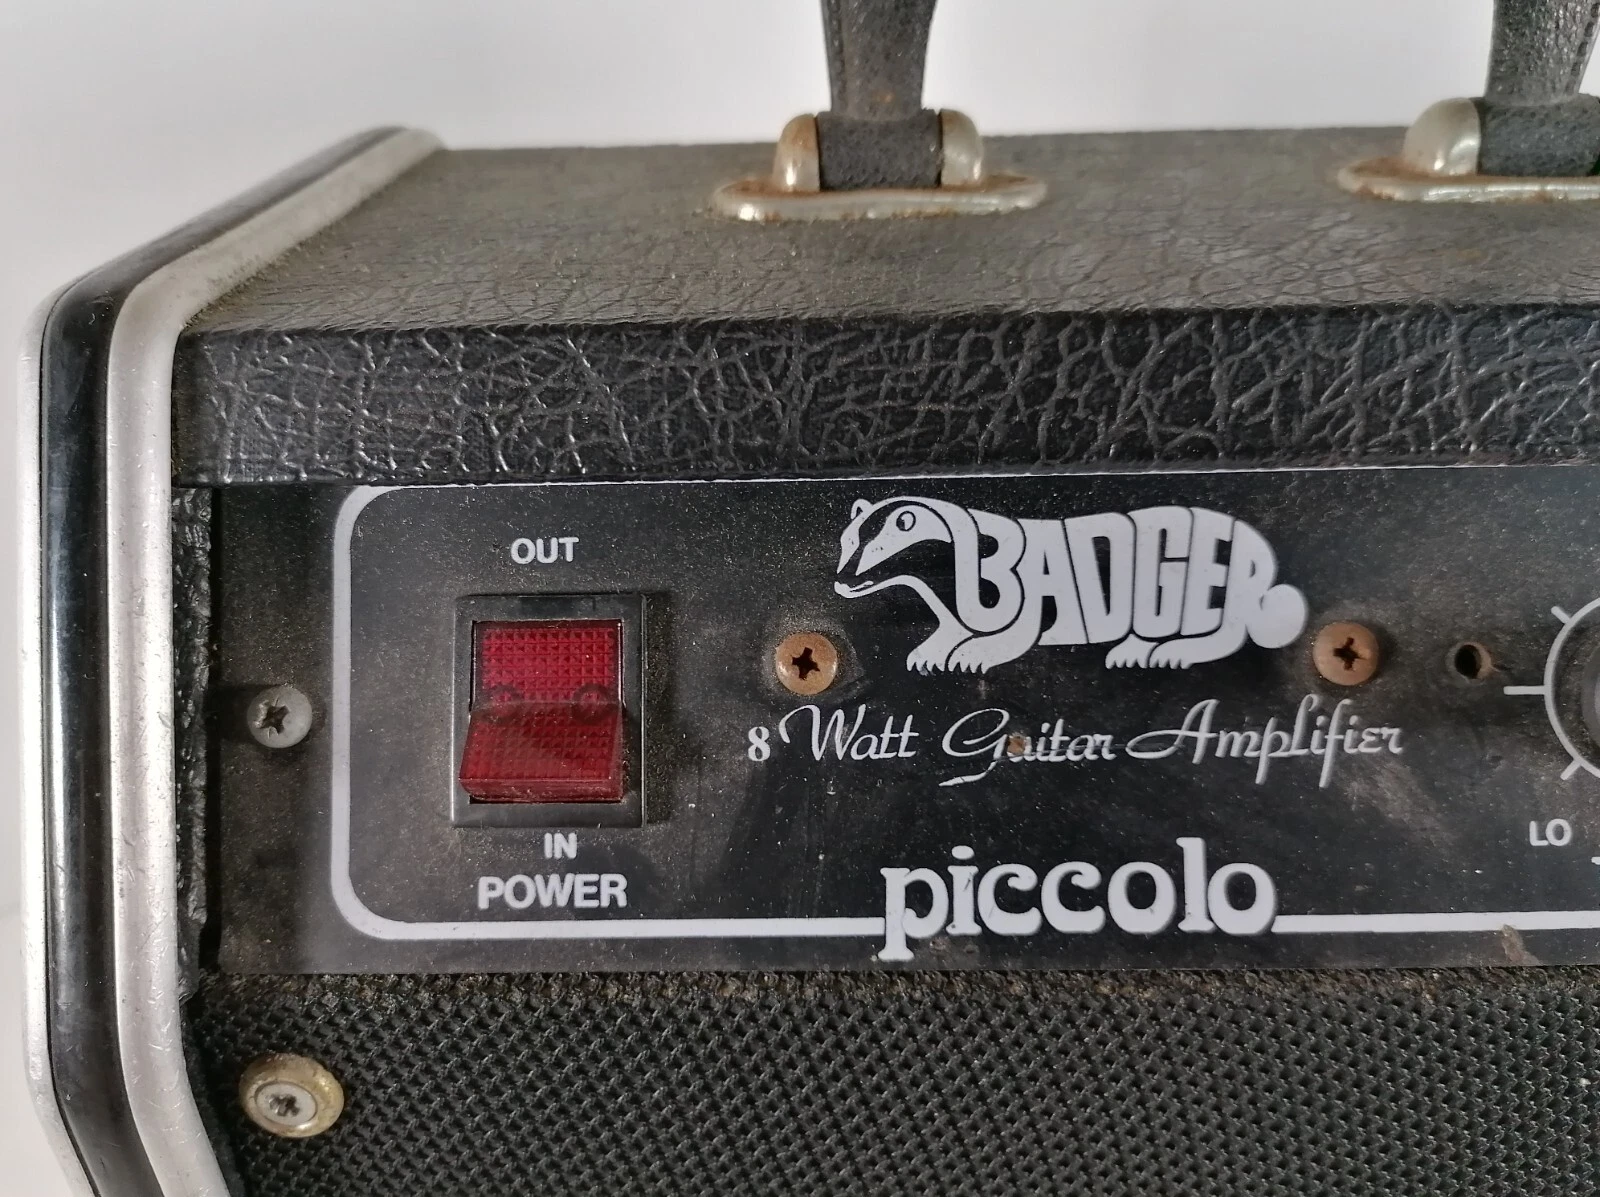 OUT
BADGER
8 Watt Guitar Amplifier
LO
IN
POWER
piccolo